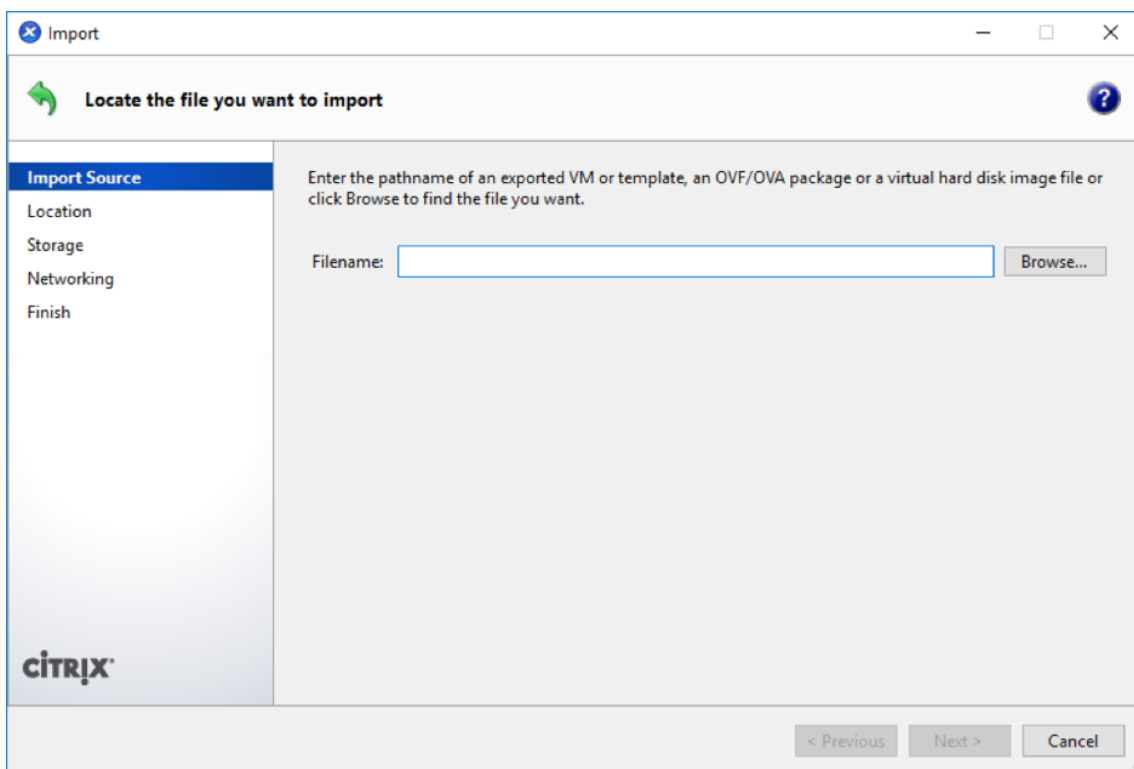 Import
Locate the file you want to import
?
Import Source
Location
Storage
Networking
Finish
Enter the pathname of an exported VM or template, an OVF/OVA package or a virtual hard disk image file or
click Browse to find the file you want.
Filename:
Browse...
CITRIX
< Previous
Next >
Cancel